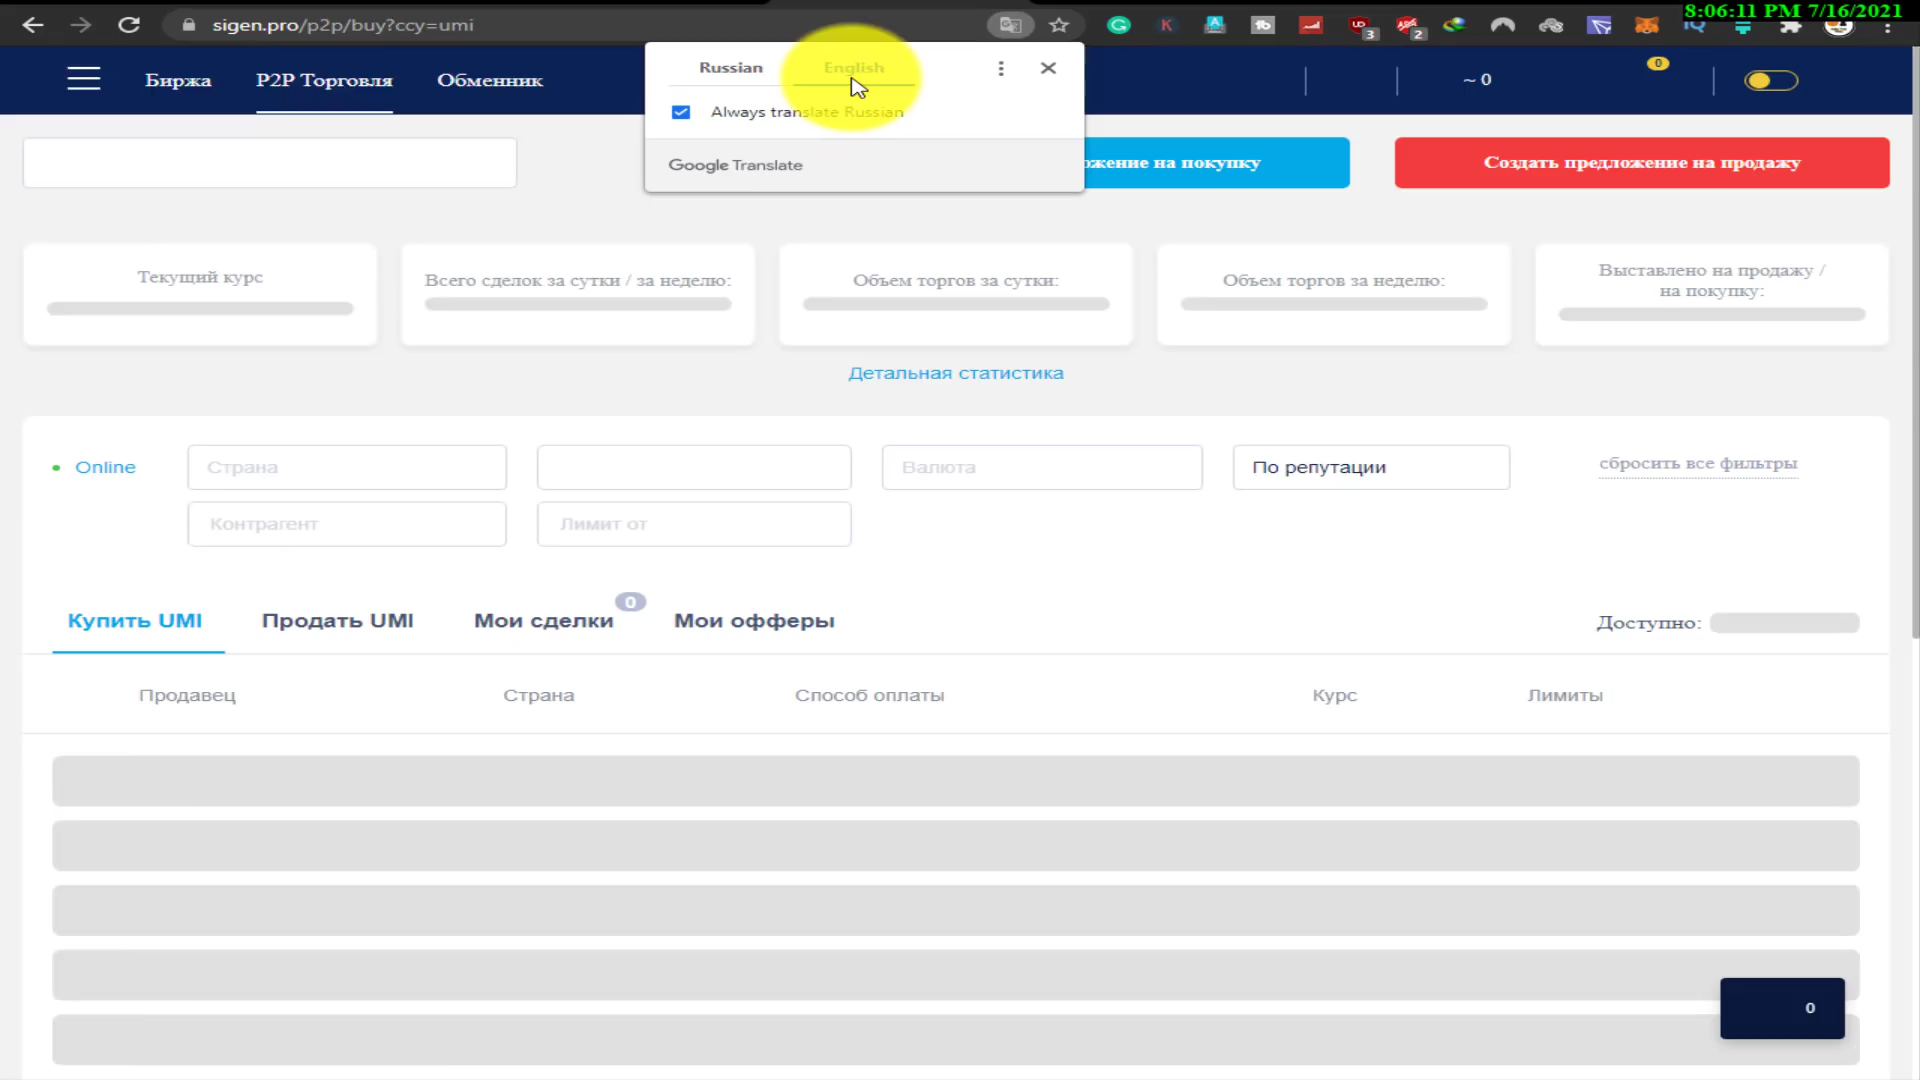 8:06:11 PM 7/16/2021
sigen.pro/p2p/buy?ccy=umi
3
2
Биржа
P2P Торговля
Обменник
Russian
English
~ 0
0
Always translate Russian
Google Translate
ожение на покупку
Создать предложение на продажу
Текущий курс
Всего сделок за сутки / за неделю:
Объем торгов за сутки:
Объем торгов за неделю:
Выставлено на продажу /
на покупку:
Детальная статистика
Online
Страна
Валюта
По репутации
сбросить все фильтры
Контрагент
Лимит от
Купить UMI
Продать UMI
Мои сделки
0
Мои офферы
Доступно:
Продавец
Страна
Способ оплаты
Курс
Лимиты
0